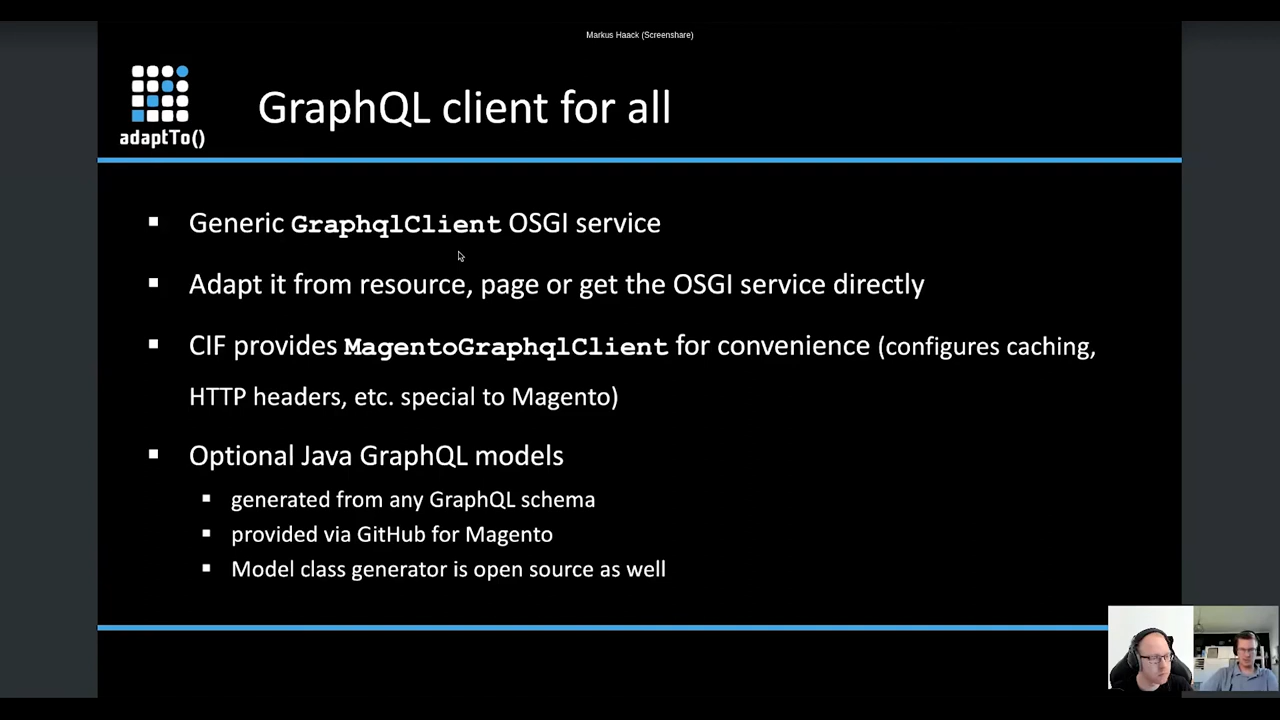 Markus Haack (Screenshare)
adaptTo()
GraphQL client for all
▪ Generic GraphqlClient OSGI service
▪ Adapt it from resource, page or get the OSGI service directly
▪ CIF provides MagentoGraphqlClient for convenience (configures caching,
HTTP headers, etc. special to Magento)
▪ Optional Java GraphQL models
▪ generated from any GraphQL schema
▪ provided via GitHub for Magento
▪ Model class generator is open source as well